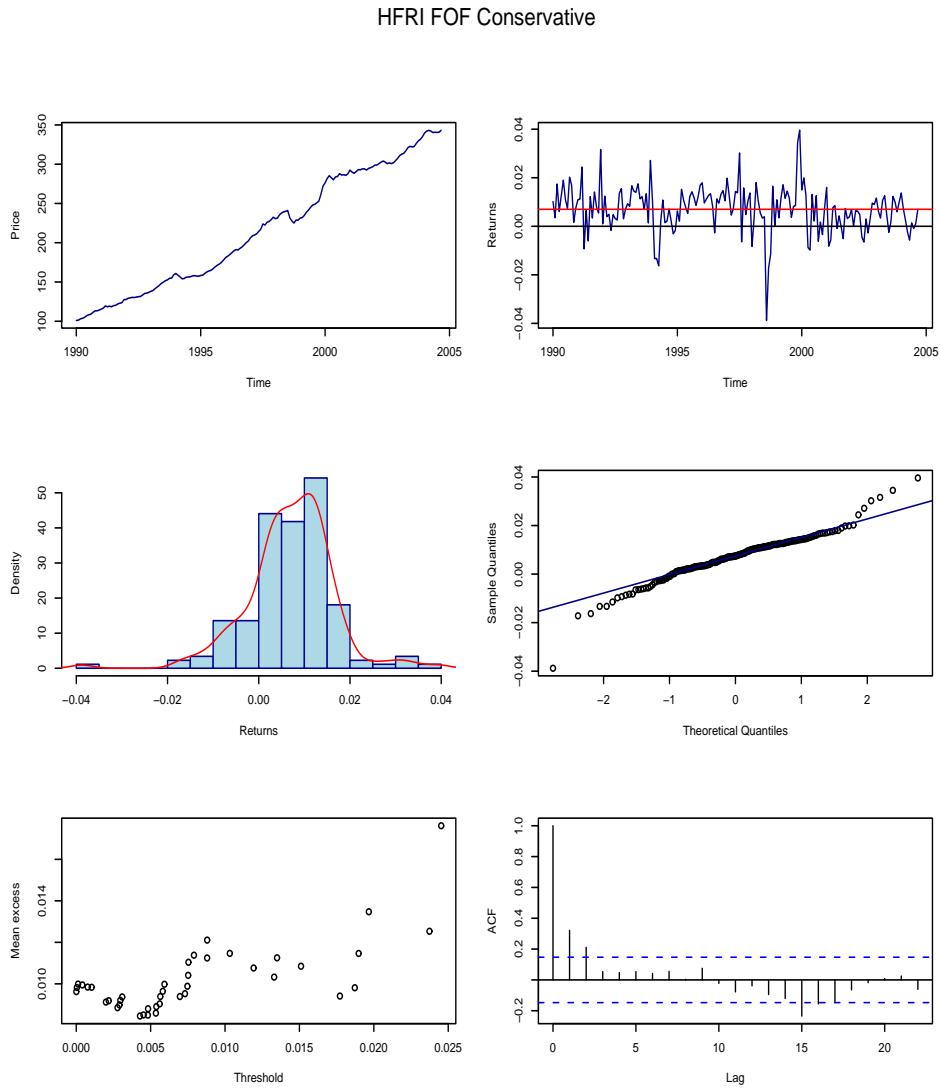 HFRI FOF Conservative
Price
350
300
250
200
150
100
1990 1995 2000 2005
Time
Returns
0.04
0.02
0.00
−0.02
−0.04
1990 1995 2000 2005
Time
Density
50
40
30
20
10
0
−0.04 −0.02 0.00 0.02 0.04
Returns
Sample Quantiles
0.04
0.02
0.00
−0.02
−0.04
−2 −1 0 1 2
Theoretical Quantiles
Mean excess
0.014
0.010
0.000 0.005 0.010 0.015 0.020 0.025
Threshold
ACF
1.0
0.8
0.6
0.4
0.2
−0.2
0 5 10 15 20
Lag